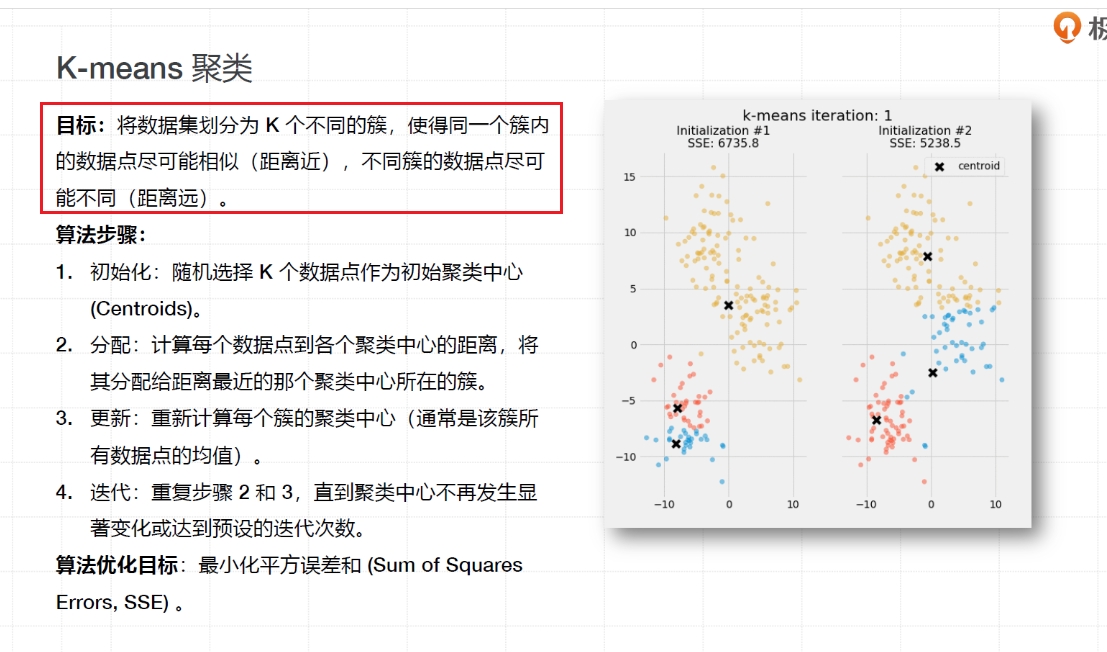 极
K-means 聚类
目标：将数据集划分为 K 个不同的簇，使得同一个簇内
的数据点尽可能相似（距离近），不同簇的数据点尽可
能不同（距离远）。
算法步骤：
1. 初始化：随机选择 K 个数据点作为初始聚类中心
(Centroids)。
2. 分配：计算每个数据点到各个聚类中心的距离，将
其分配给距离最近的那个聚类中心所在的簇。
3. 更新：重新计算每个簇的聚类中心（通常是该簇所
有数据点的均值）。
4. 迭代：重复步骤 2 和 3，直到聚类中心不再发生显
著变化或达到预设的迭代次数。
算法优化目标：最小化平方误差和 (Sum of Squares
Errors, SSE) 。
k-means iteration: 1
Initialization #1
SSE: 6735.8
Initialization #2
SSE: 5238.5
centroid
15
10
5
0
−5
−10
−10 0 10
−10 0 10